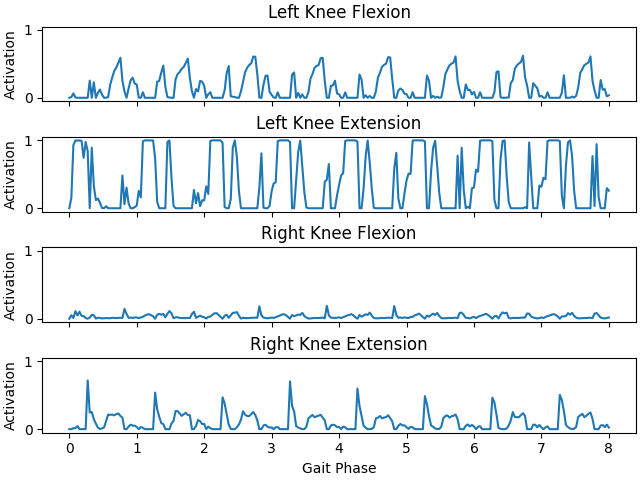 Left Knee Flexion
Activation
1
0
Left Knee Extension
Activation
1
0
Right Knee Flexion
Activation
1
0
Right Knee Extension
Activation
1
0
0 1 2 3 4 5 6 7 8
Gait Phase